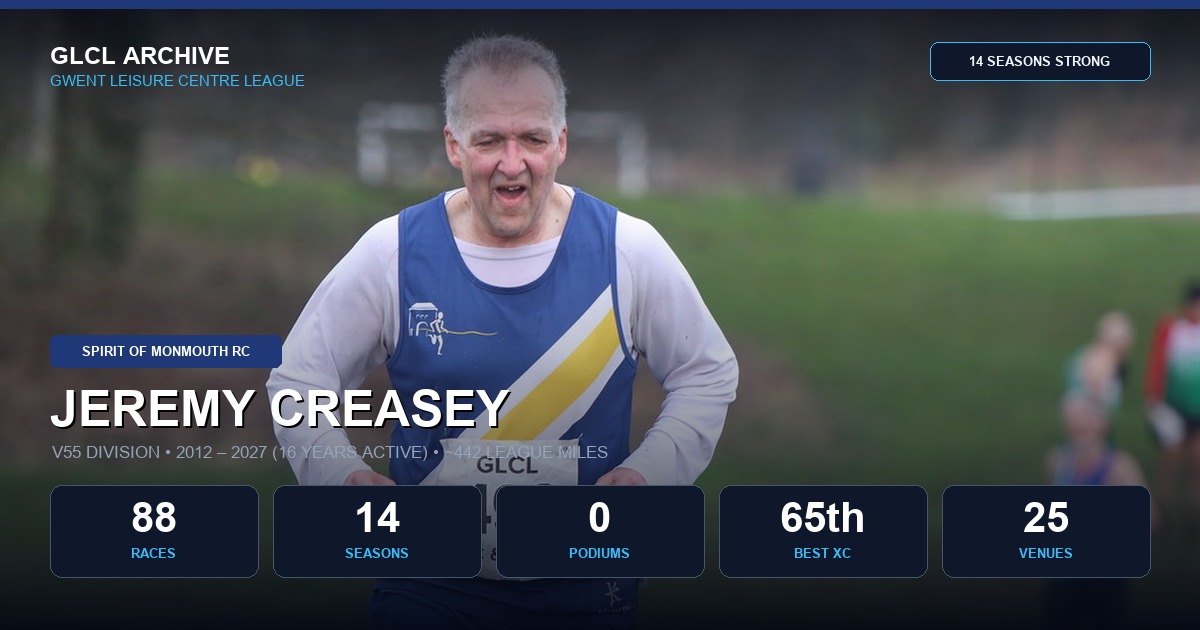 GLCL ARCHIVE
GWENT LEISURE CENTRE LEAGUE
14 SEASONS STRONG
SPIRIT OF MONMOUTH RC
JEREMY CREASEY
V55 DIVISION • 2012 – 2027 (16 YEARS ACTIVE) • ~442 LEAGUE MILES
GLCL
88
RACES
14
SEASONS
0
PODIUMS
65th
BEST XC
25
VENUES